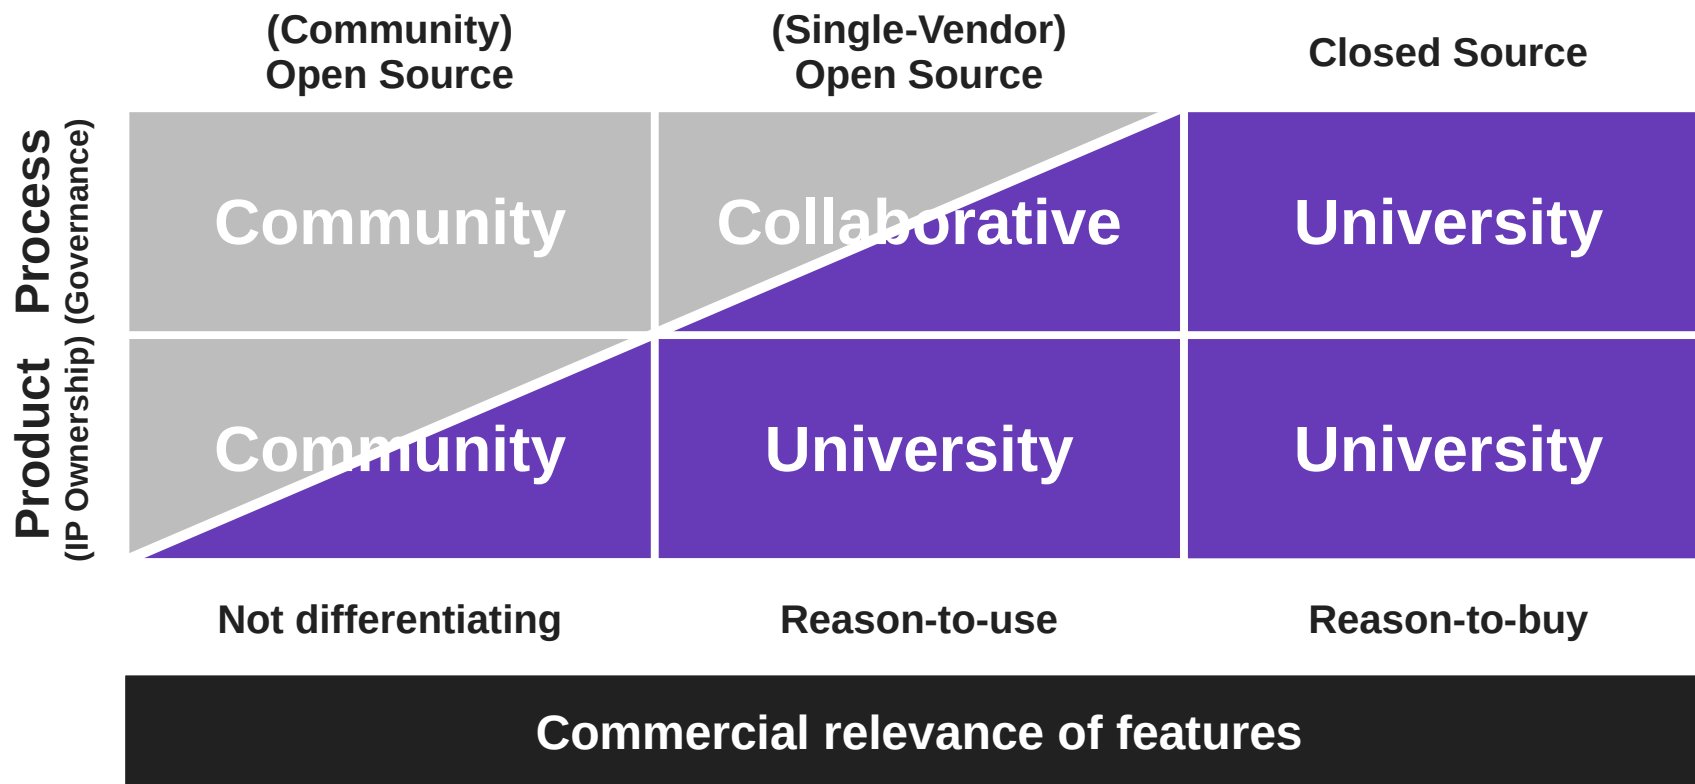 (Community)
Open Source
(Single-Vendor)
Open Source
Closed Source
Process
(Governance)
Community
Collaborative
University
Product
(IP Ownership)
Community
University
University
Not differentiating
Reason-to-use
Reason-to-buy
Commercial relevance of features